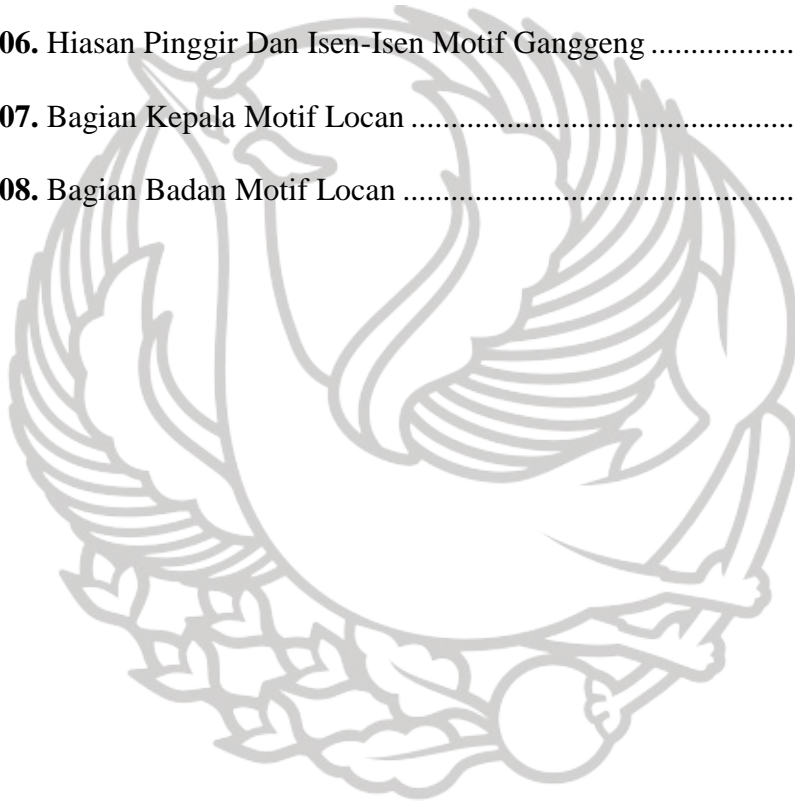 06. Hiasan Pinggir Dan Isen-Isen Motif Ganggeng ..................
07. Bagian Kepala Motif Locan ................................................
08. Bagian Badan Motif Locan .................................................